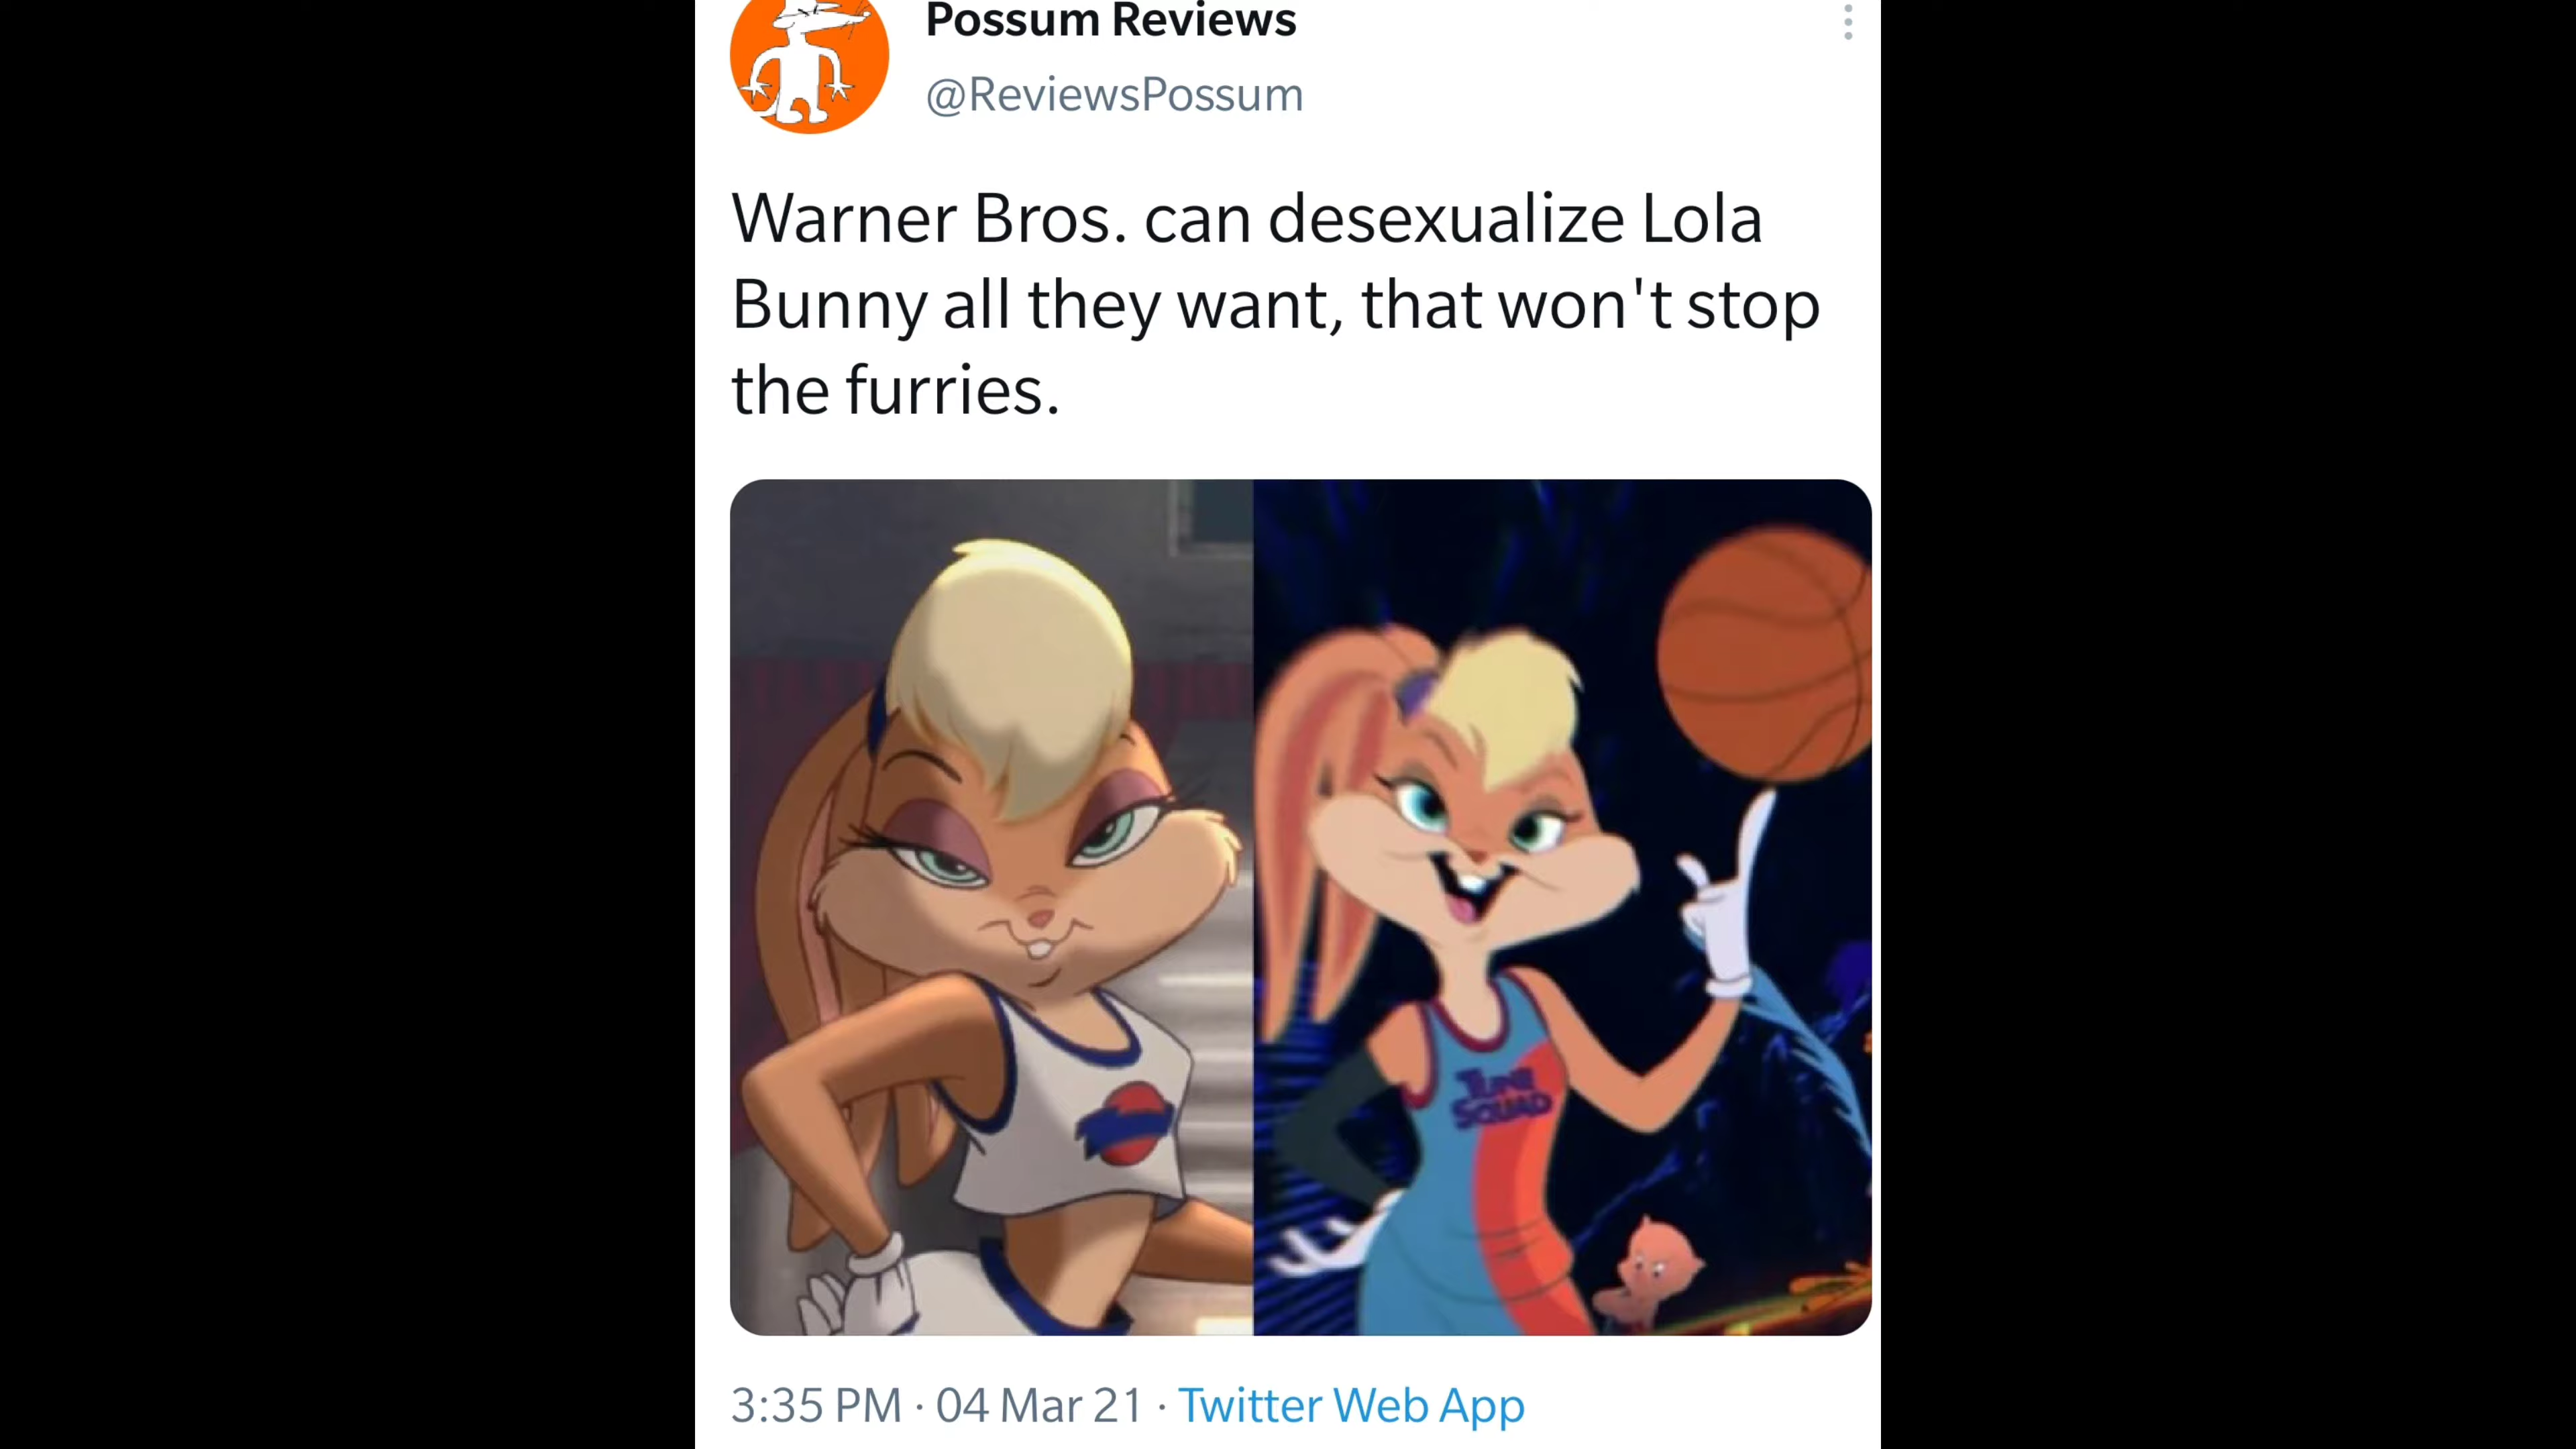 Possum Reviews
@ReviewsPossum
Warner Bros. can desexualize Lola
Bunny all they want, that won't stop
the furries.
TUNE
SQUAD
3:35 PM · 04 Mar 21 · Twitter Web App